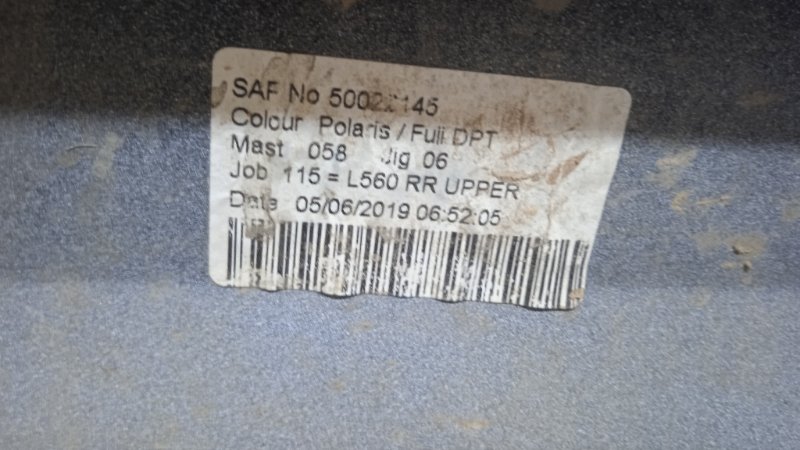 SAF No
Colour Polaris / Full DPT
Mast 058 Jig 06
Job 115 = L560 RR UPPER
Date 05/06/2019 06:52:05